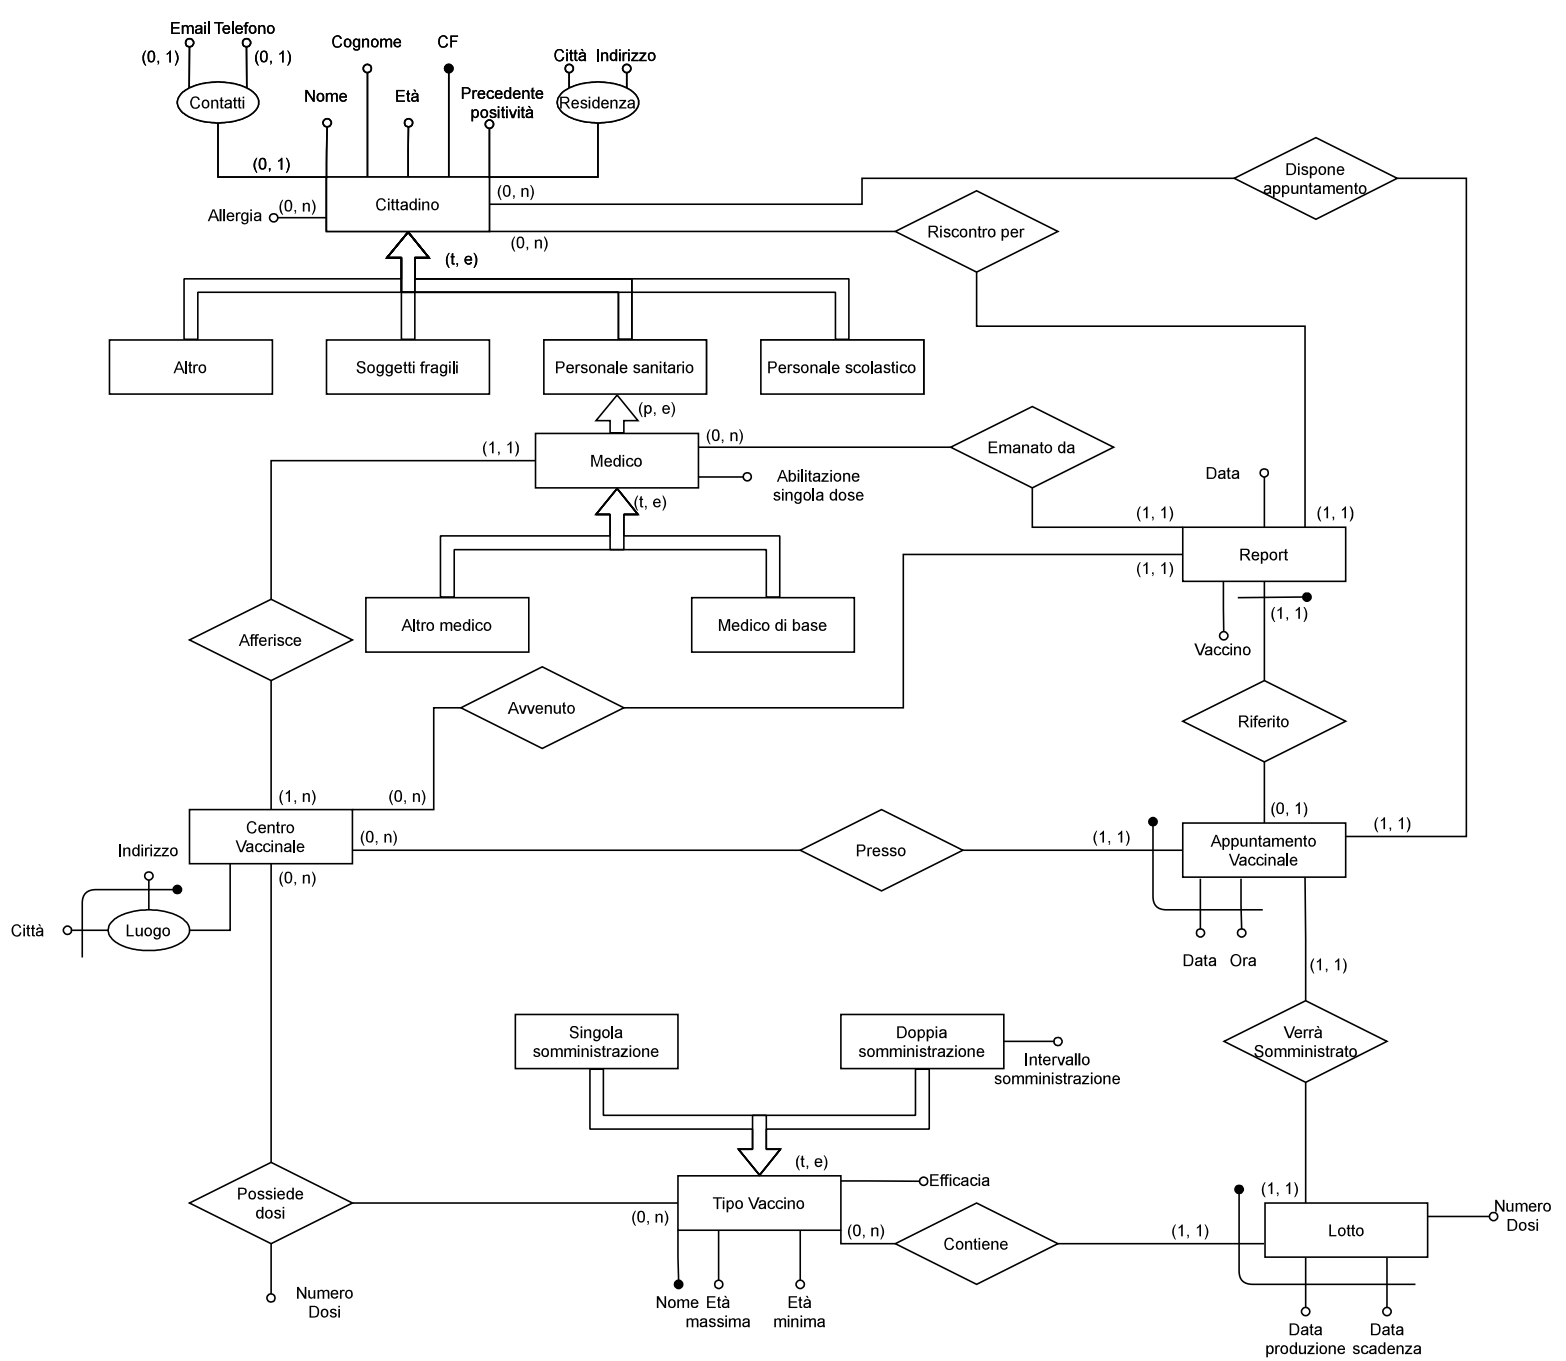 Email Telefono
(0, 1)
(0, 1)
Contatti
Cognome
CF
Città Indirizzo
Residenza
Nome
Età
Precedente
positività
(0, 1)
Allergia
(0, n)
Cittadino
(0, n)
(0, n)
(t, e)
Dispone
appuntamento
Riscontro per
Altro
Soggetti fragili
Personale sanitario
Personale scolastico
(p, e)
(1, 1)
Medico
(0, n)
Emanato da
Abilitazione
singola dose
(t, e)
Data
(1, 1)
(1, 1)
Report
(1, 1)
(1, 1)
Vaccino
Altro medico
Medico di base
Afferisce
Avvenuto
Riferito
(1, n)
(0, n)
(0, 1)
Centro
Vaccinale
(0, n)
Presso
(1, 1)
Appuntamento
Vaccinale
(1, 1)
Indirizzo
(0, n)
Città
Luogo
Data
Ora
(1, 1)
Singola
somministrazione
Doppia
somministrazione
Intervallo
somministrazione
Verrà
Somministrato
(t, e)
Possiede
dosi
(0, n)
Tipo Vaccino
Efficacia
(0, n)
Contiene
(1, 1)
(1, 1)
Lotto
Numero
Dosi
Numero
Dosi
Nome
Età
massima
Età
minima
Data
produzione
Data
scadenza